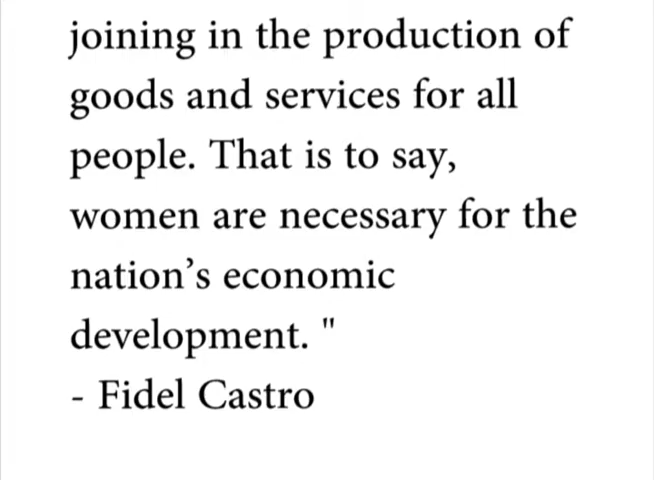 joining in the production of
goods and services for all
people. That is to say,
women are necessary for the
nation’s economic
development. "
- Fidel Castro